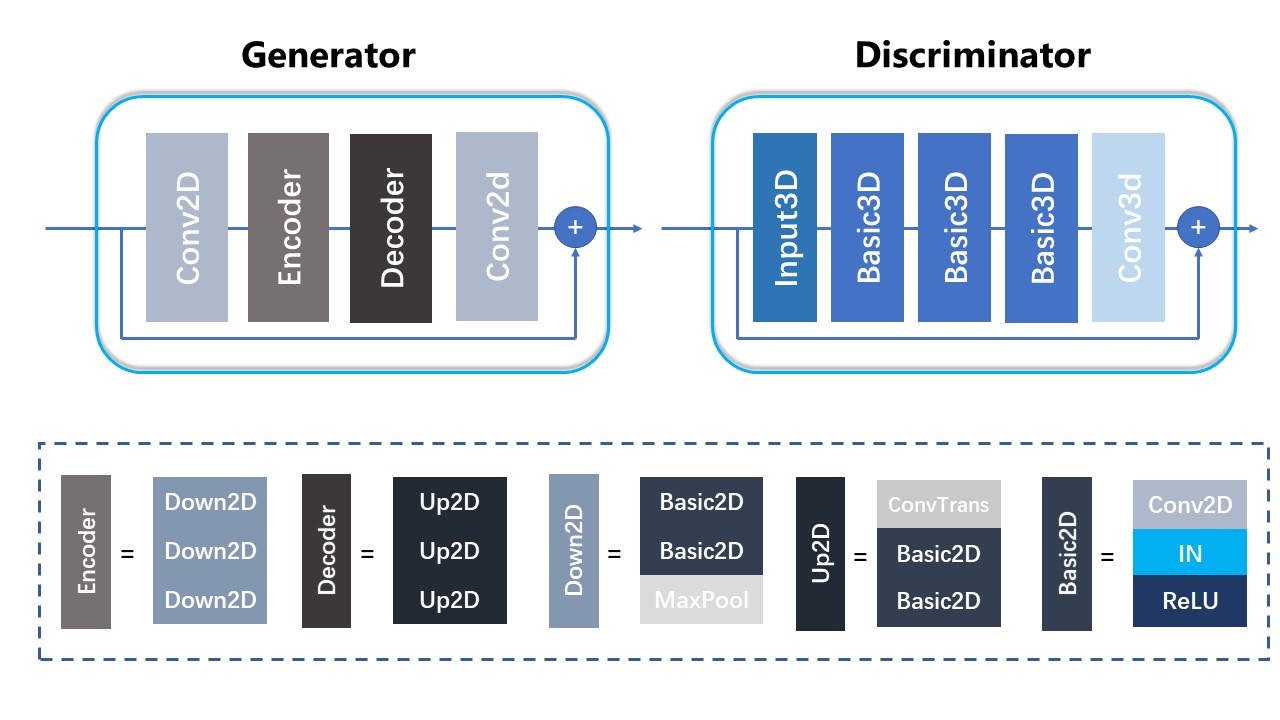 Generator
Conv2D
Encoder
Decoder
Conv2d
+
Discriminator
Input3D
Basic3D
Basic3D
Basic3D
Conv3d
+
Encoder
=
Down2D
Down2D
Down2D
Decoder
=
Up2D
Up2D
Up2D
Down2D
=
Basic2D
Basic2D
MaxPool
Up2D
=
ConvTrans
Basic2D
Basic2D
Basic2D
=
Conv2D
IN
ReLU